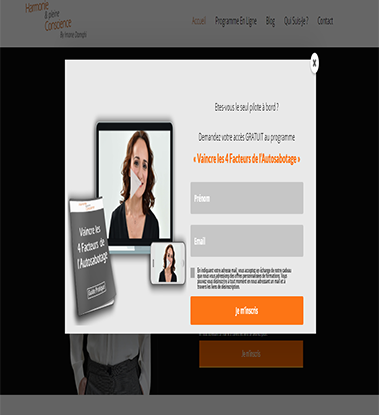 Harmonie
& pleine
Conscience
Accueil Programme En Ligne Blog Qui Suis-Je ? Contact
X
Etes-vous le seul pilote à bord ?
Demandez votre accès GRATUIT au programme
« Vaincre les 4 Facteurs de l'Autosabotage »
Vaincre les
4 Facteurs de
l'Autosabotage
Guide Pratique
Prénom
Email
En indiquant votre adresse mail, vous acceptez en échange de notre cadeau
que nous vous adressions des offres personnalisées de formations. Vous
pouvez vous désinscrire à tout moment en nous adressant un mail et à
travers les liens de désinscription.
Je m'inscris
Je m'inscris